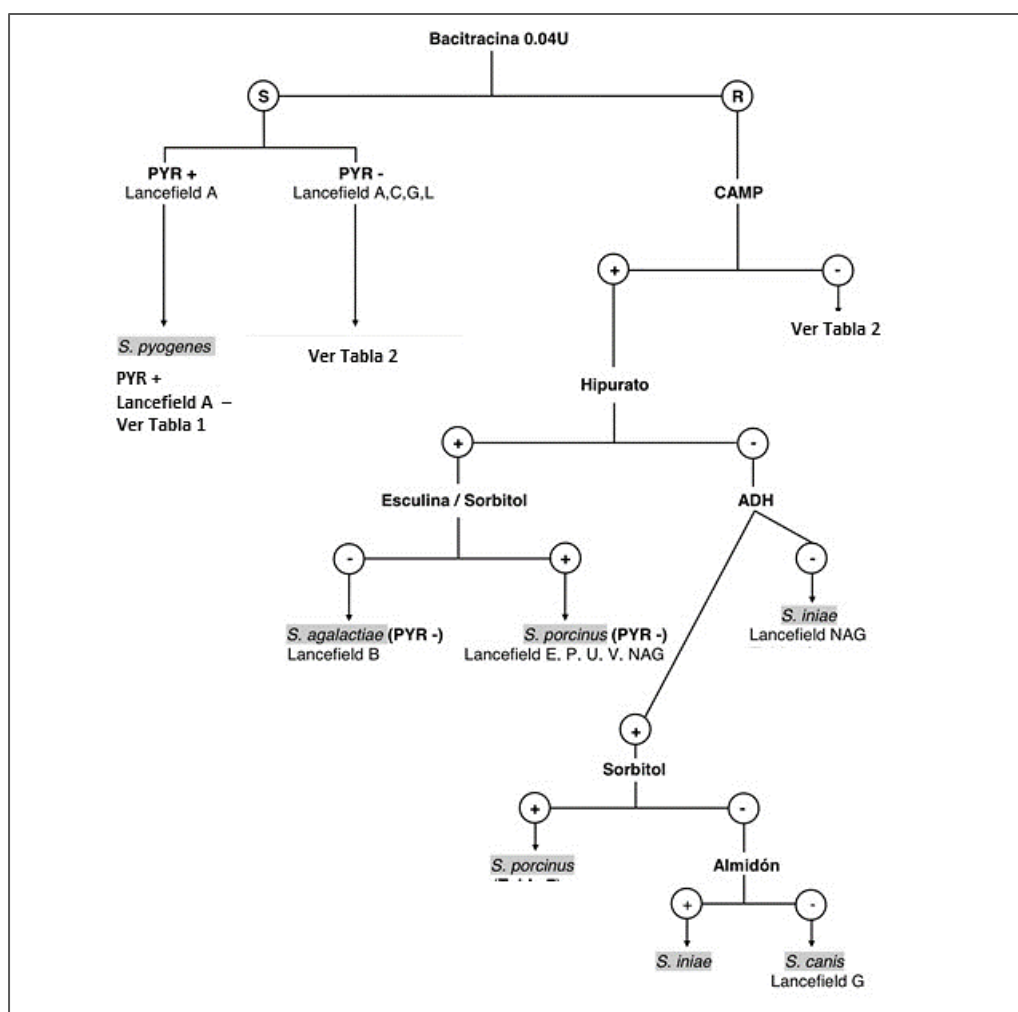 Bacitracina 0.04U
S
R
PYR +
Lancefield A
PYR -
Lancefield A,C,G,L
CAMP
+
-
S. pyogenes
PYR +
Lancefield A –
Ver Tabla 1
Ver Tabla 2
Ver Tabla 2
Hipurato
+
-
Esculina / Sorbitol
ADH
-
+
-
S. agalactiae (PYR -)
Lancefield B
S. porcinus (PYR -)
Lancefield E, P, U, V, NAG
S. iniae
Lancefield NAG
+
Sorbitol
+
-
S. porcinus
Almidón
+
-
S. iniae
S. canis
Lancefield G